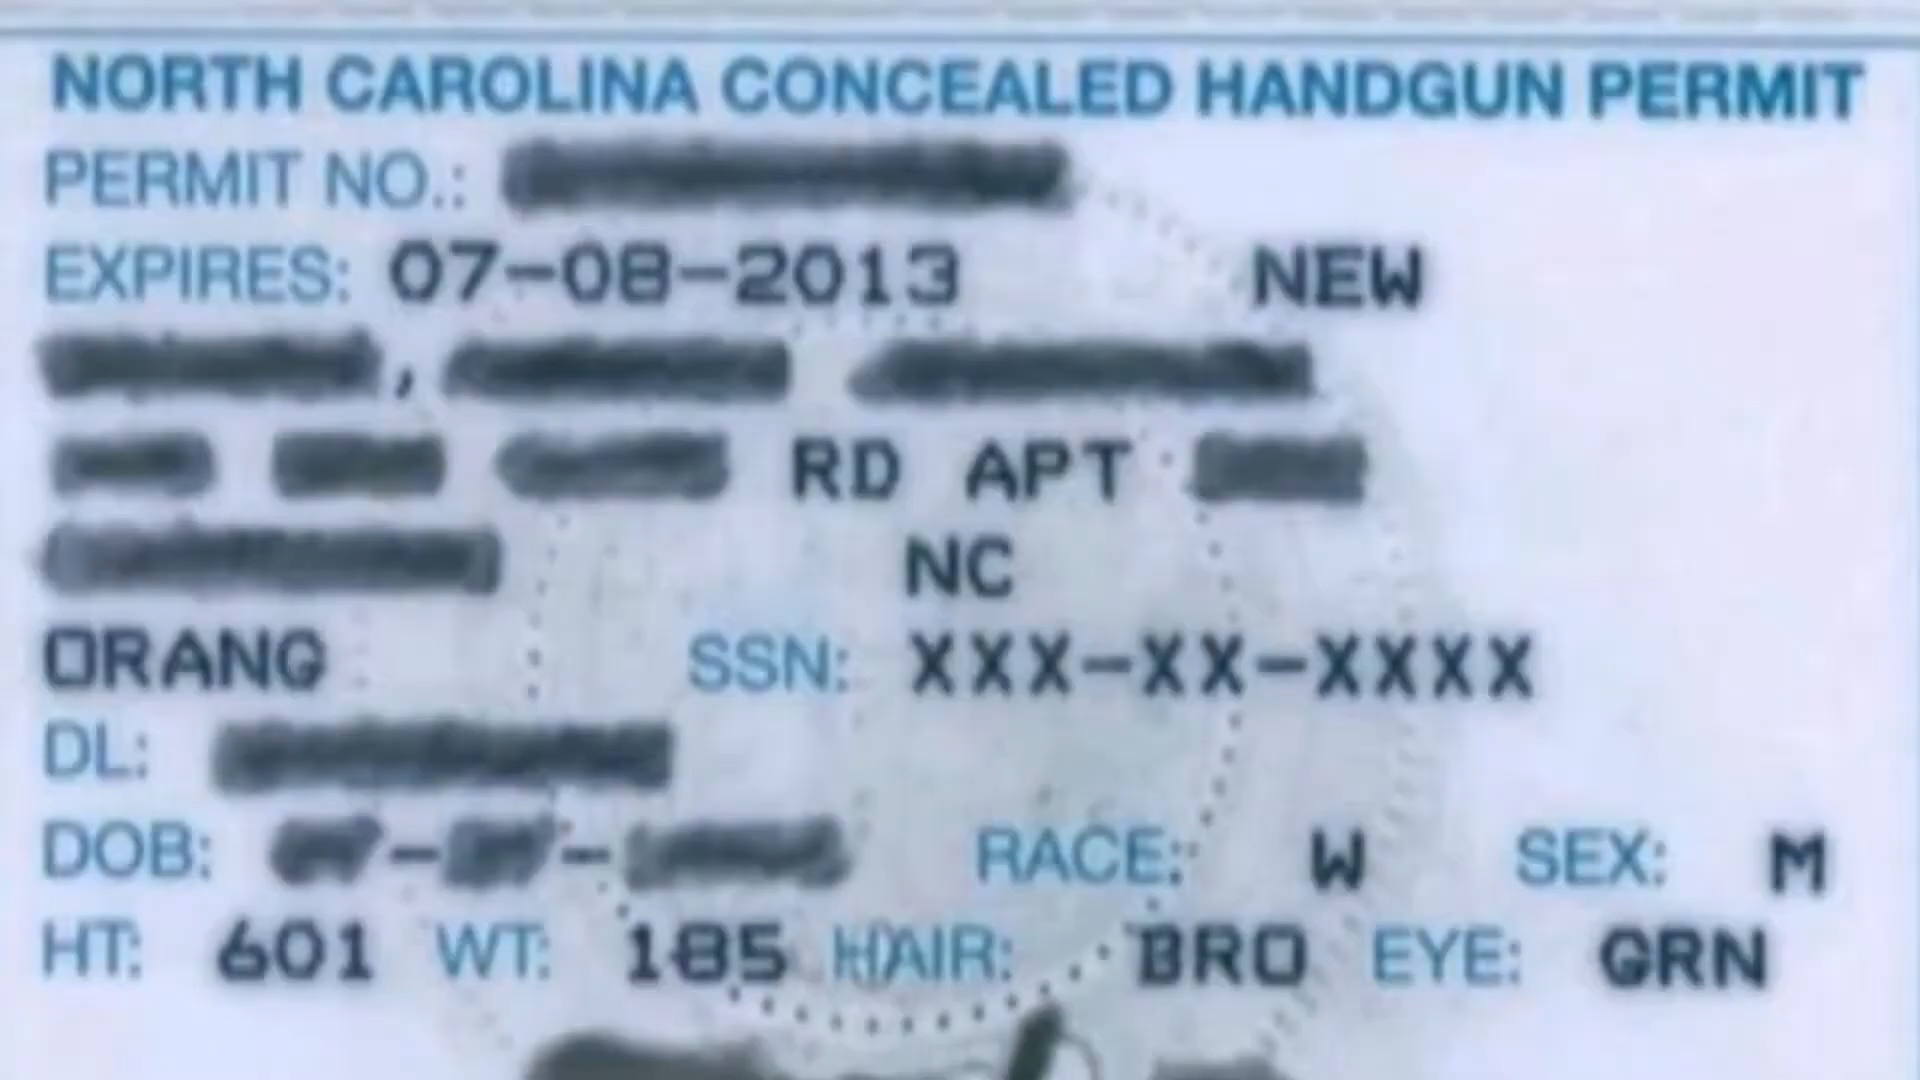 NORTH CAROLINA CONCEALED HANDGUN PERMIT
PERMIT NO.:
EXPIRES: 07-08-2013 NEW
,
RD APT
NC
ORANG SSN: XXX-XX-XXXX
DL:
DOB: - - RACE: W SEX: M
HT: 601 WT: 185 HAIR: BRO EYE: GRN